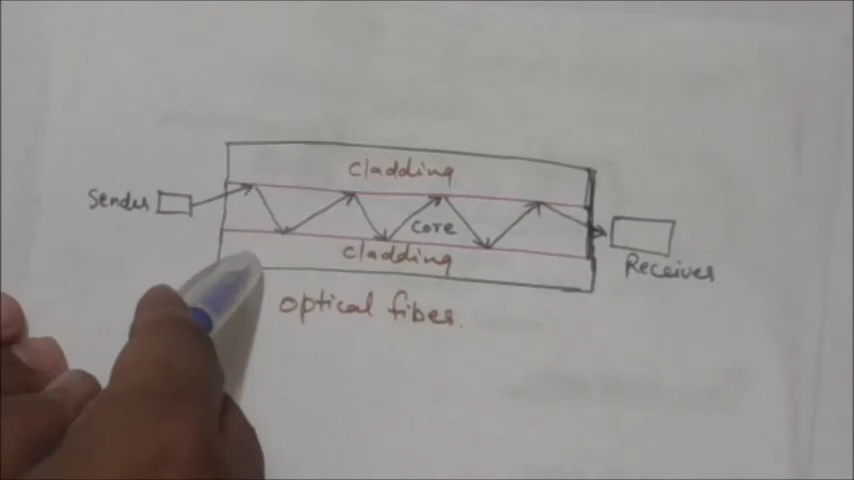 cladding
Sender
core
cladding
Receiver
optical fiber.